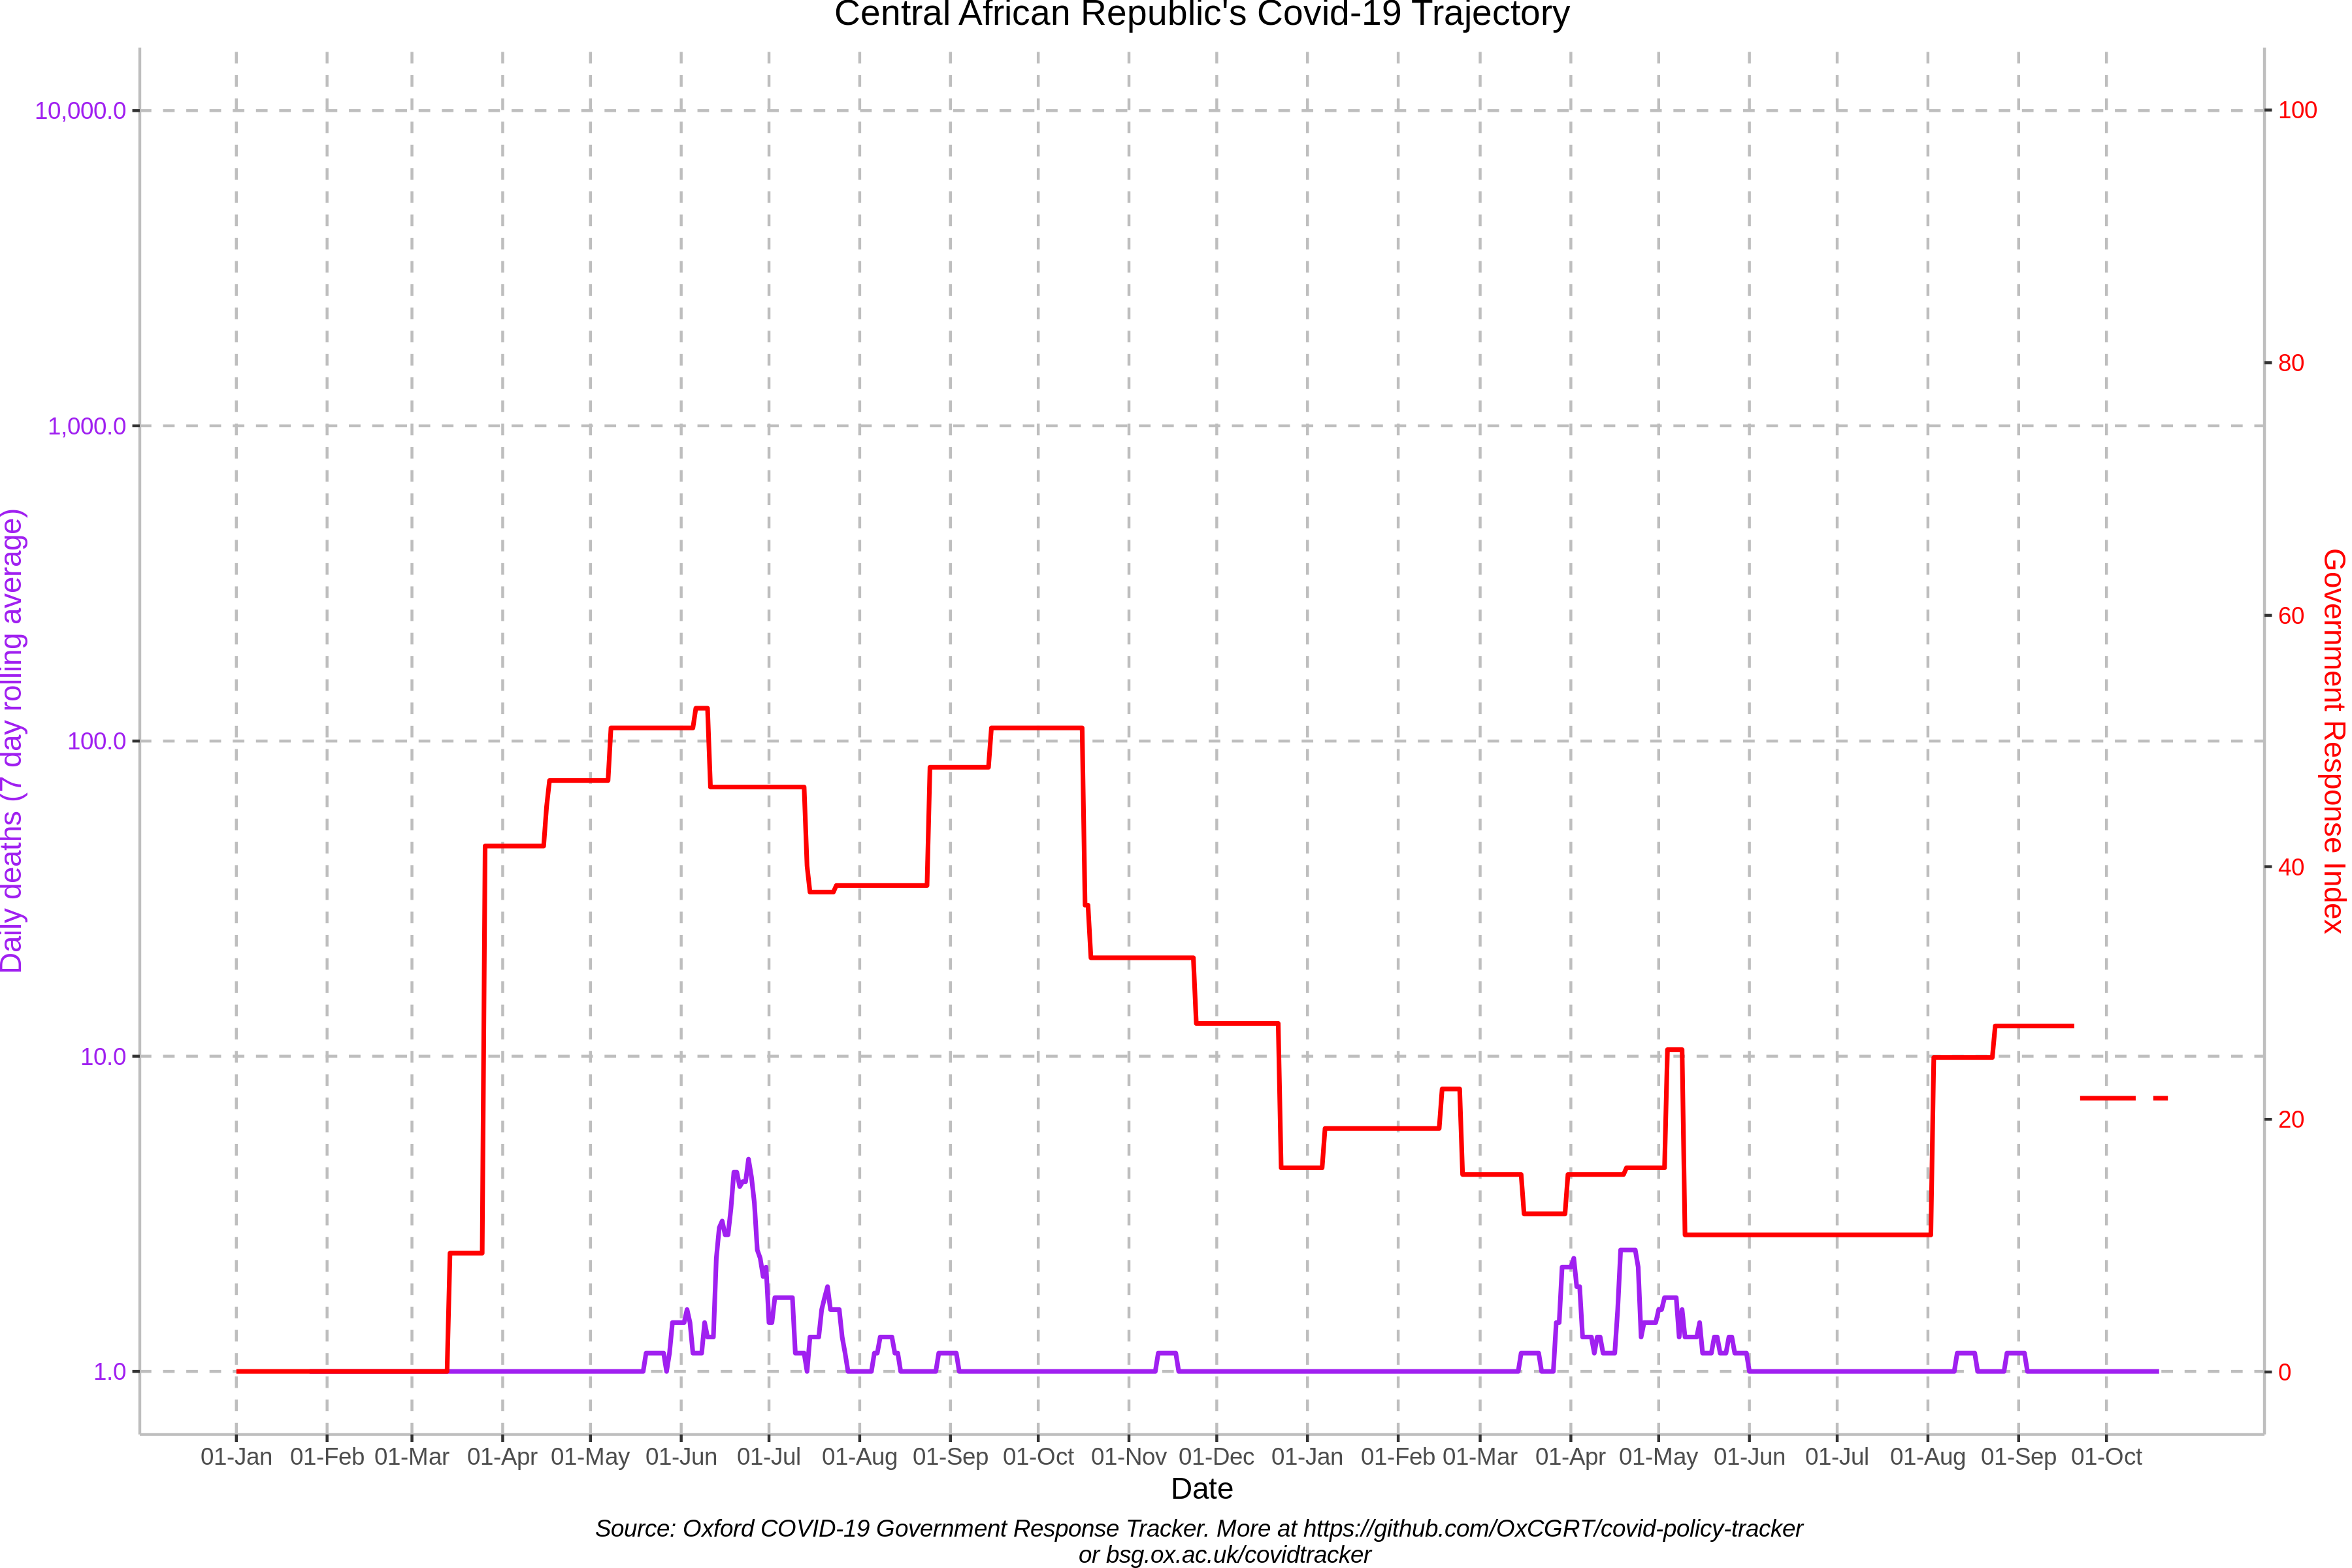 Central African Republic's Covid-19 Trajectory
10,000.0
1,000.0
100.0
10.0
1.0
Daily deaths (7 day rolling average)
100
80
60
40
20
0
Government Response Index
01-Jan 01-Feb 01-Mar 01-Apr 01-May 01-Jun 01-Jul 01-Aug 01-Sep 01-Oct 01-Nov 01-Dec 01-Jan 01-Feb 01-Mar 01-Apr 01-May 01-Jun 01-Jul 01-Aug 01-Sep 01-Oct
Date
Source: Oxford COVID-19 Government Response Tracker. More at https://github.com/OxCGRT/covid-policy-tracker
or bsg.ox.ac.uk/covidtracker